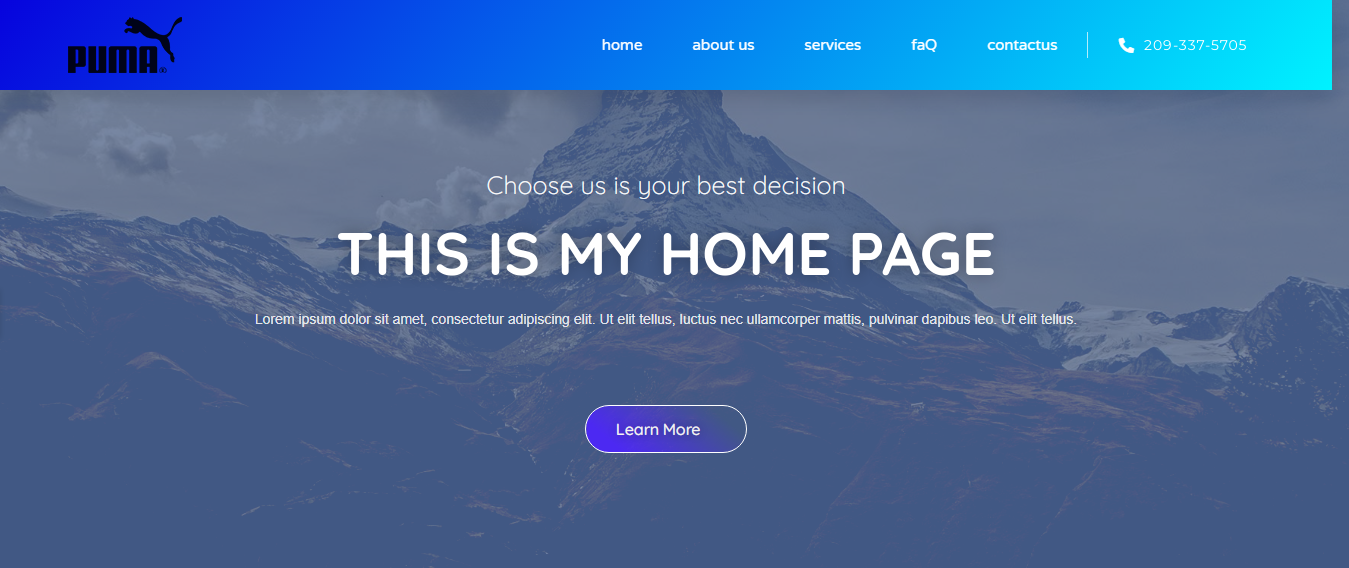 PUMA®
home about us services faQ contactus 209-337-5705
Choose us is your best decision
THIS IS MY HOME PAGE
Lorem ipsum dolor sit amet, consectetur adipiscing elit. Ut elit tellus, luctus nec ullamcorper mattis, pulvinar dapibus leo. Ut elit tellus.
Learn More